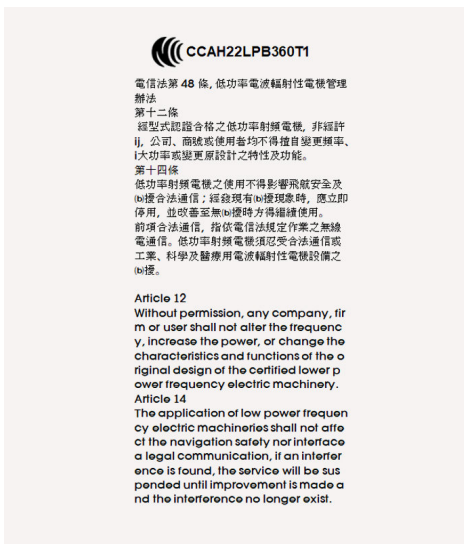 CCAH22LPB360T1
電信法第 48 條, 低功率電波輻射性電機管理
辦法
第十二條
經型式認證合格之低功率射頻電機, 非經許
ij, 公司、商號或使用者均不得擅自變更頻率、
i大功率或變更原設計之特性及功能。
第十四條
低功率射頻電機之使用不得影響飛航安全及
(b)擾合法通信；經發現有(b)擾現象時, 應立即
停用, 並改善至無(b)擾時方得繼續使用。
前項合法通信, 指依電信法規定作業之無線
電通信。低功率射頻電機須忍受合法通信或
工業、科學及醫療用電波輻射性電機設備之
(b)擾。
Article 12
Without permission, any company, fir
m or user shall not alter the frequenc
y, increase the power, or change the
characteristics and functions of the o
riginal design of the certified lower p
ower frequency electric machinery.
Article 14
The application of low power frequen
cy electric machineries shall not affe
ct the navigation safety nor interface
a legal communication, if an interfer
ence is found, the service will be sus
pended until improvement is made a
nd the interference no longer exist.